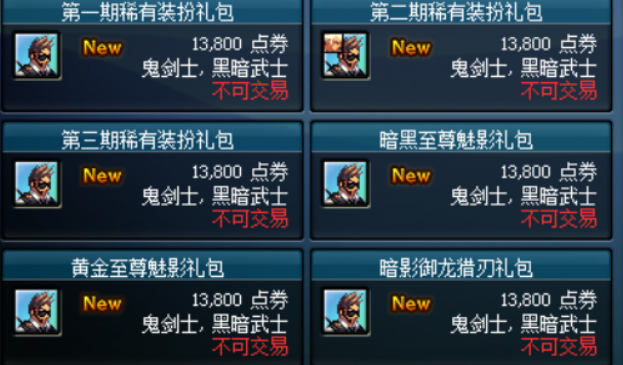 第一期稀有装扮礼包
New 13,800 点券
鬼剑士, 黑暗武士
不可交易
第二期稀有装扮礼包
New 13,800 点券
鬼剑士, 黑暗武士
不可交易
第三期稀有装扮礼包
New 13,800 点券
鬼剑士, 黑暗武士
不可交易
暗黑至尊魅影礼包
New 13,800 点券
鬼剑士, 黑暗武士
不可交易
黄金至尊魅影礼包
New 13,800 点券
鬼剑士, 黑暗武士
不可交易
暗影御龙猎刃礼包
New 13,800 点券
鬼剑士, 黑暗武士
不可交易